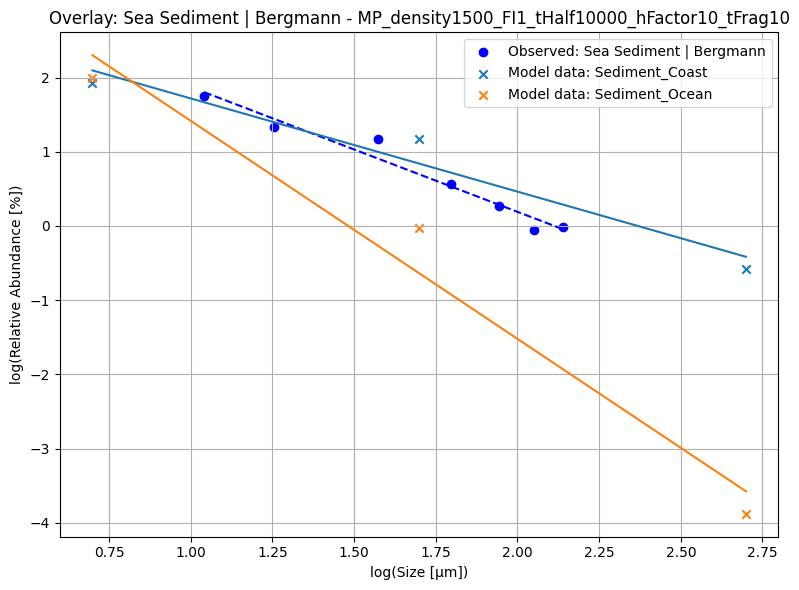 Overlay: Sea Sediment | Bergmann - MP_density1500_FI1_tHalf10000_hFactor10_tFrag10
Observed: Sea Sediment | Bergmann
Model data: Sediment_Coast
Model data: Sediment_Ocean
log(Relative Abundance [%])
2
1
0
−1
−2
−3
−4
0.75
1.00
1.25
1.50
1.75
2.00
2.25
2.50
2.75
log(Size [μm])